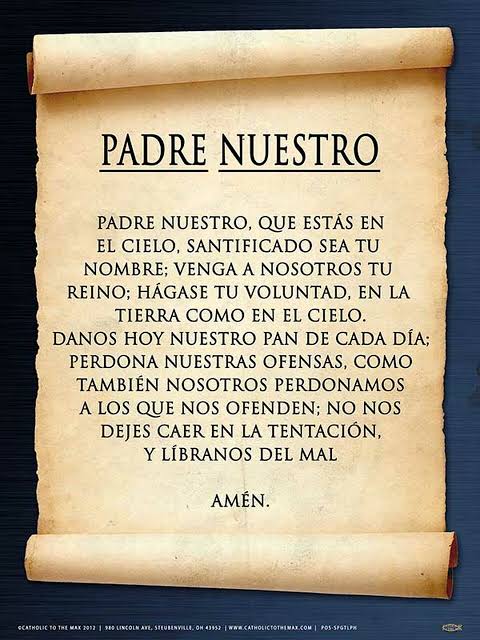 PADRE NUESTRO
PADRE NUESTRO, QUE ESTÁS EN
EL CIELO, SANTIFICADO SEA TU
NOMBRE; VENGA A NOSOTROS TU
REINO; HÁGASE TU VOLUNTAD, EN LA
TIERRA COMO EN EL CIELO.
DANOS HOY NUESTRO PAN DE CADA DÍA;
PERDONA NUESTRAS OFENSAS, COMO
TAMBIÉN NOSOTROS PERDONAMOS
A LOS QUE NOS OFENDEN; NO NOS
DEJES CAER EN LA TENTACIÓN,
Y LÍBRANOS DEL MAL
AMÉN.
©CATHOLIC TO THE MAX 2012 | 980 LINCOLN AVE, STEUBENVILLE, OH 43952 | WWW.CATHOLICTOTHEMAX.COM | POS-SFGTLPH